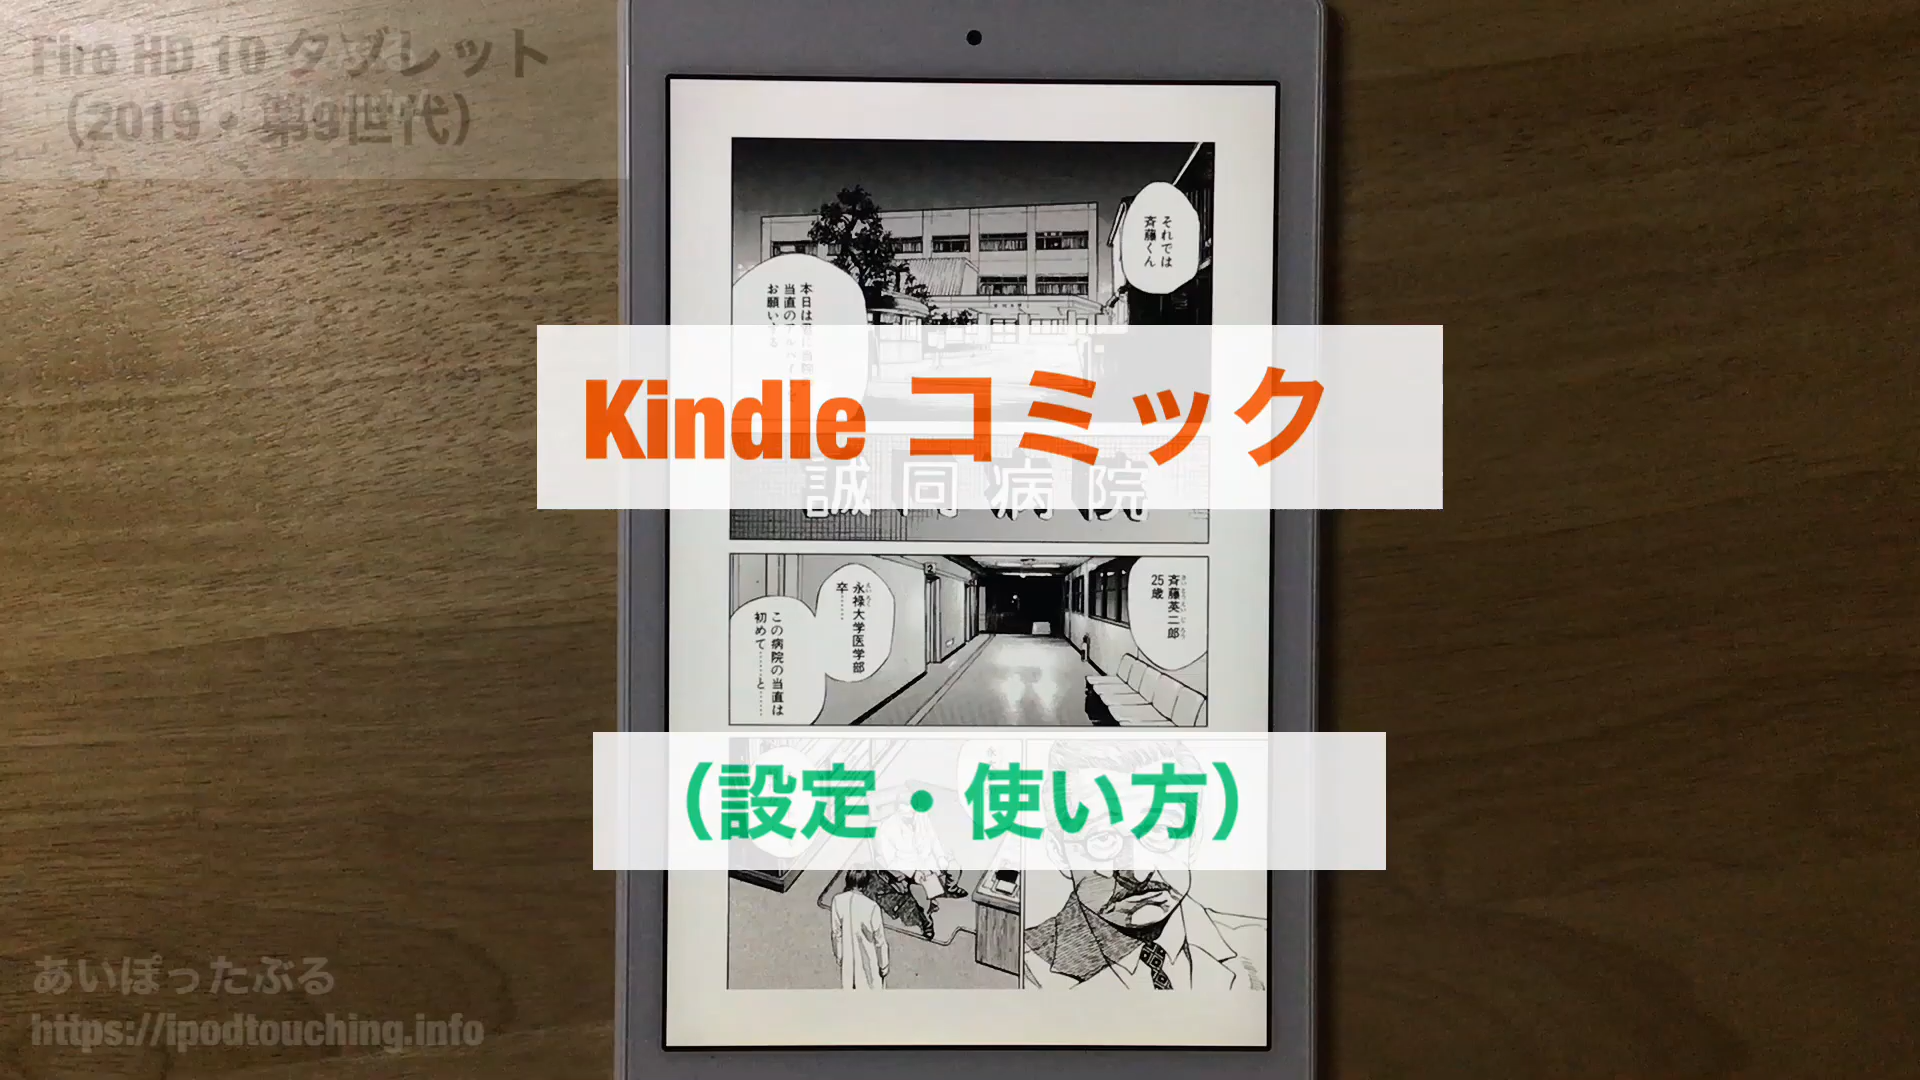 Fire HD 10 タブレット
（2019・第9世代）
それでは
斉藤くん
本日は
当直の
お願いする
Kindle コミック
誠同病院
斉藤英二郎
25歳
永禄大学医学部
卒……
この病院の当直は
初めて……と……
2
（設定・使い方）
あいぽったぶる
https://ipodtouching.info